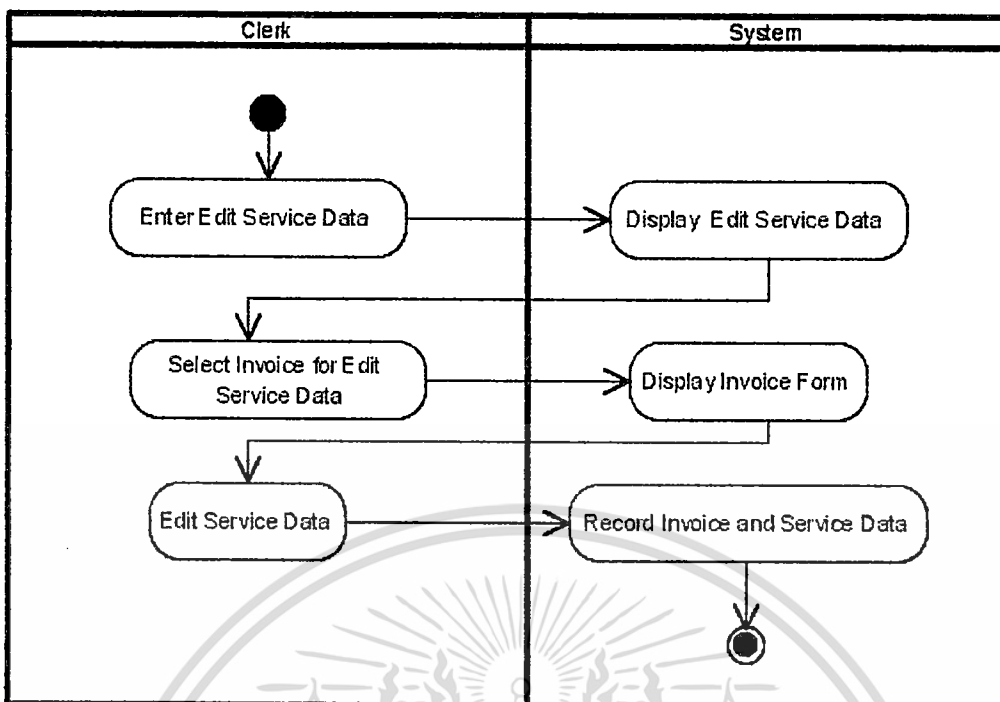 Clerk
System
Enter Edit Service Data
Display Edit Service Data
Select Invoice for Edit
Service Data
Display Invoice Form
Edit Service Data
Record Invoice and Service Data